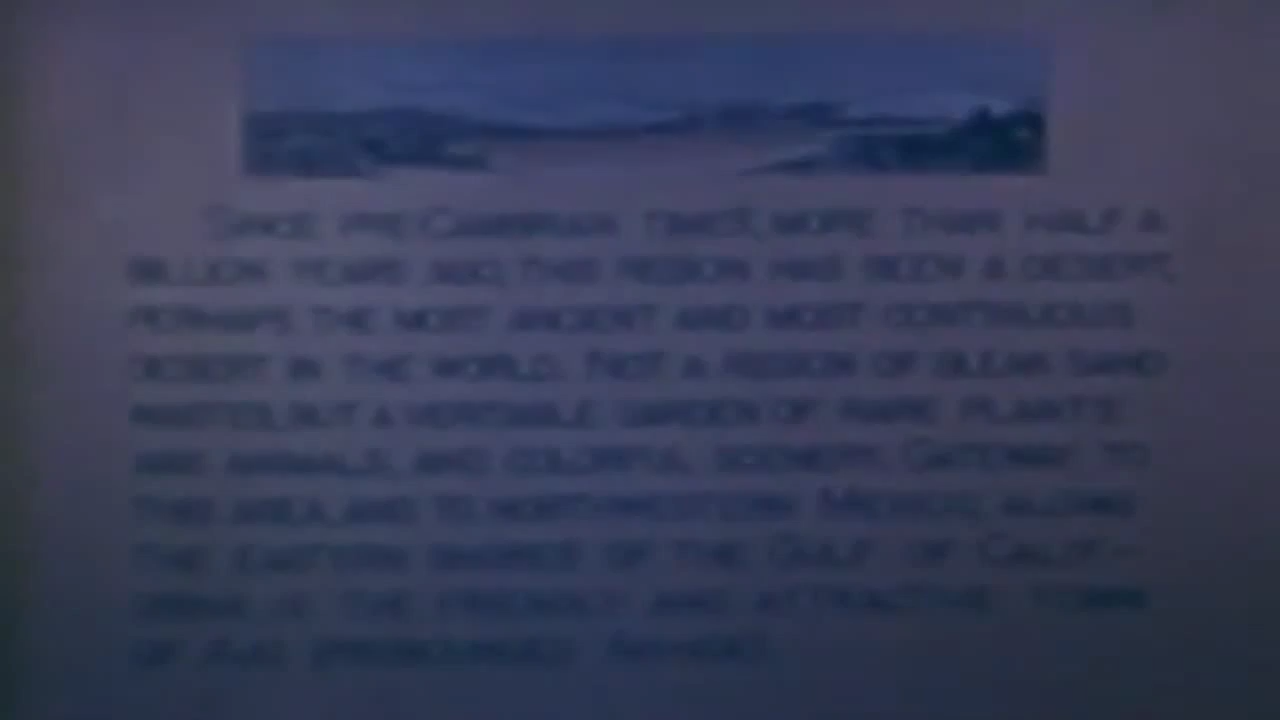 SINCE PRE-CAMBRIAN TIMES, MORE THAN HALF A
BILLION YEARS AGO, THIS REGION HAS BEEN A DESERT,
PERHAPS THE MOST ANCIENT AND MOST CONTINUOUS
DESERT IN THE WORLD. NOT A REGION OF BLEAK SAND
WASTES, BUT A VERITABLE GARDEN OF RARE PLANTS
AND ANIMALS, AND COLORFUL SCENERY. GATEWAY TO
THIS AREA, AND TO NORTHWESTERN MEXICO, ALONG
THE EASTERN SHORES OF THE GULF OF CALIF-
ORNIA IS THE FRIENDLY AND ATTRACTIVE TOWN
OF AJO (PRONOUNCED